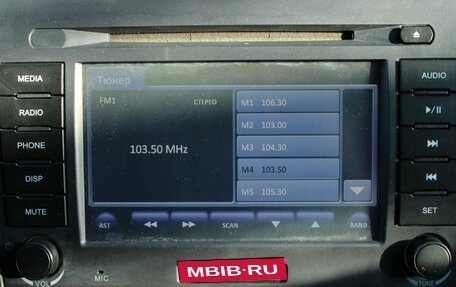 MEDIA
RADIO
PHONE
DISP
MUTE
VOL
MIC
Тюнер
FM1
СТЕРЕО
103.50 MHz
M1 106.30
M2 103.00
M3 104.30
M4 103.50
M5 105.30
AST
SCAN
BAND
AUDIO
SET
TUNE
MBIB-RU